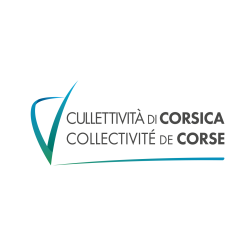 CULLETTIVITÀ DI CORSICA
COLLECTIVITÉ DE CORSE